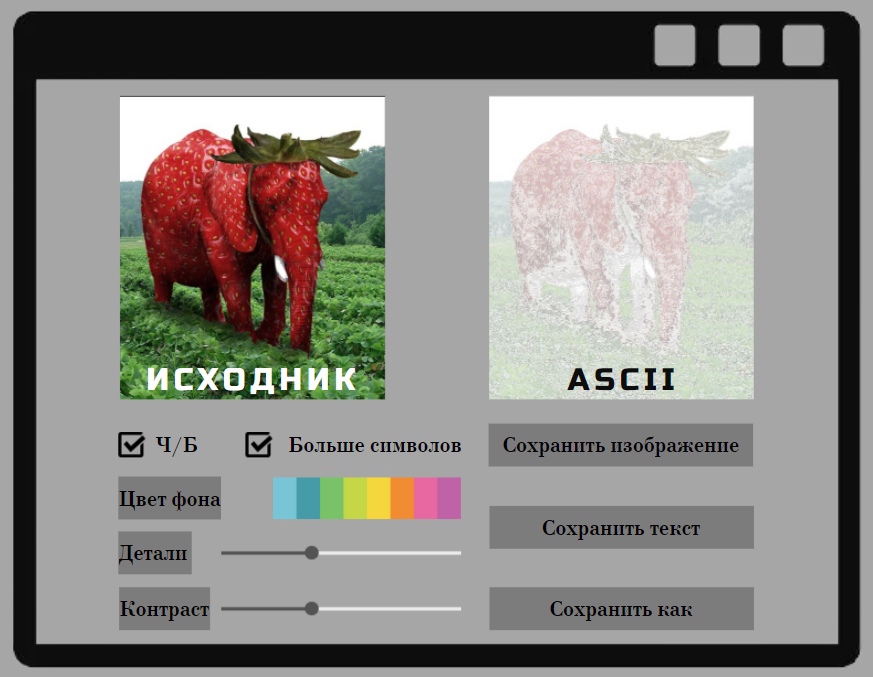 ИСХОДНИК
ASCII
Ч/Б
Больше символов
Сохранить изображение
Цвет фона
Сохранить текст
Детали
Контраст
Сохранить как